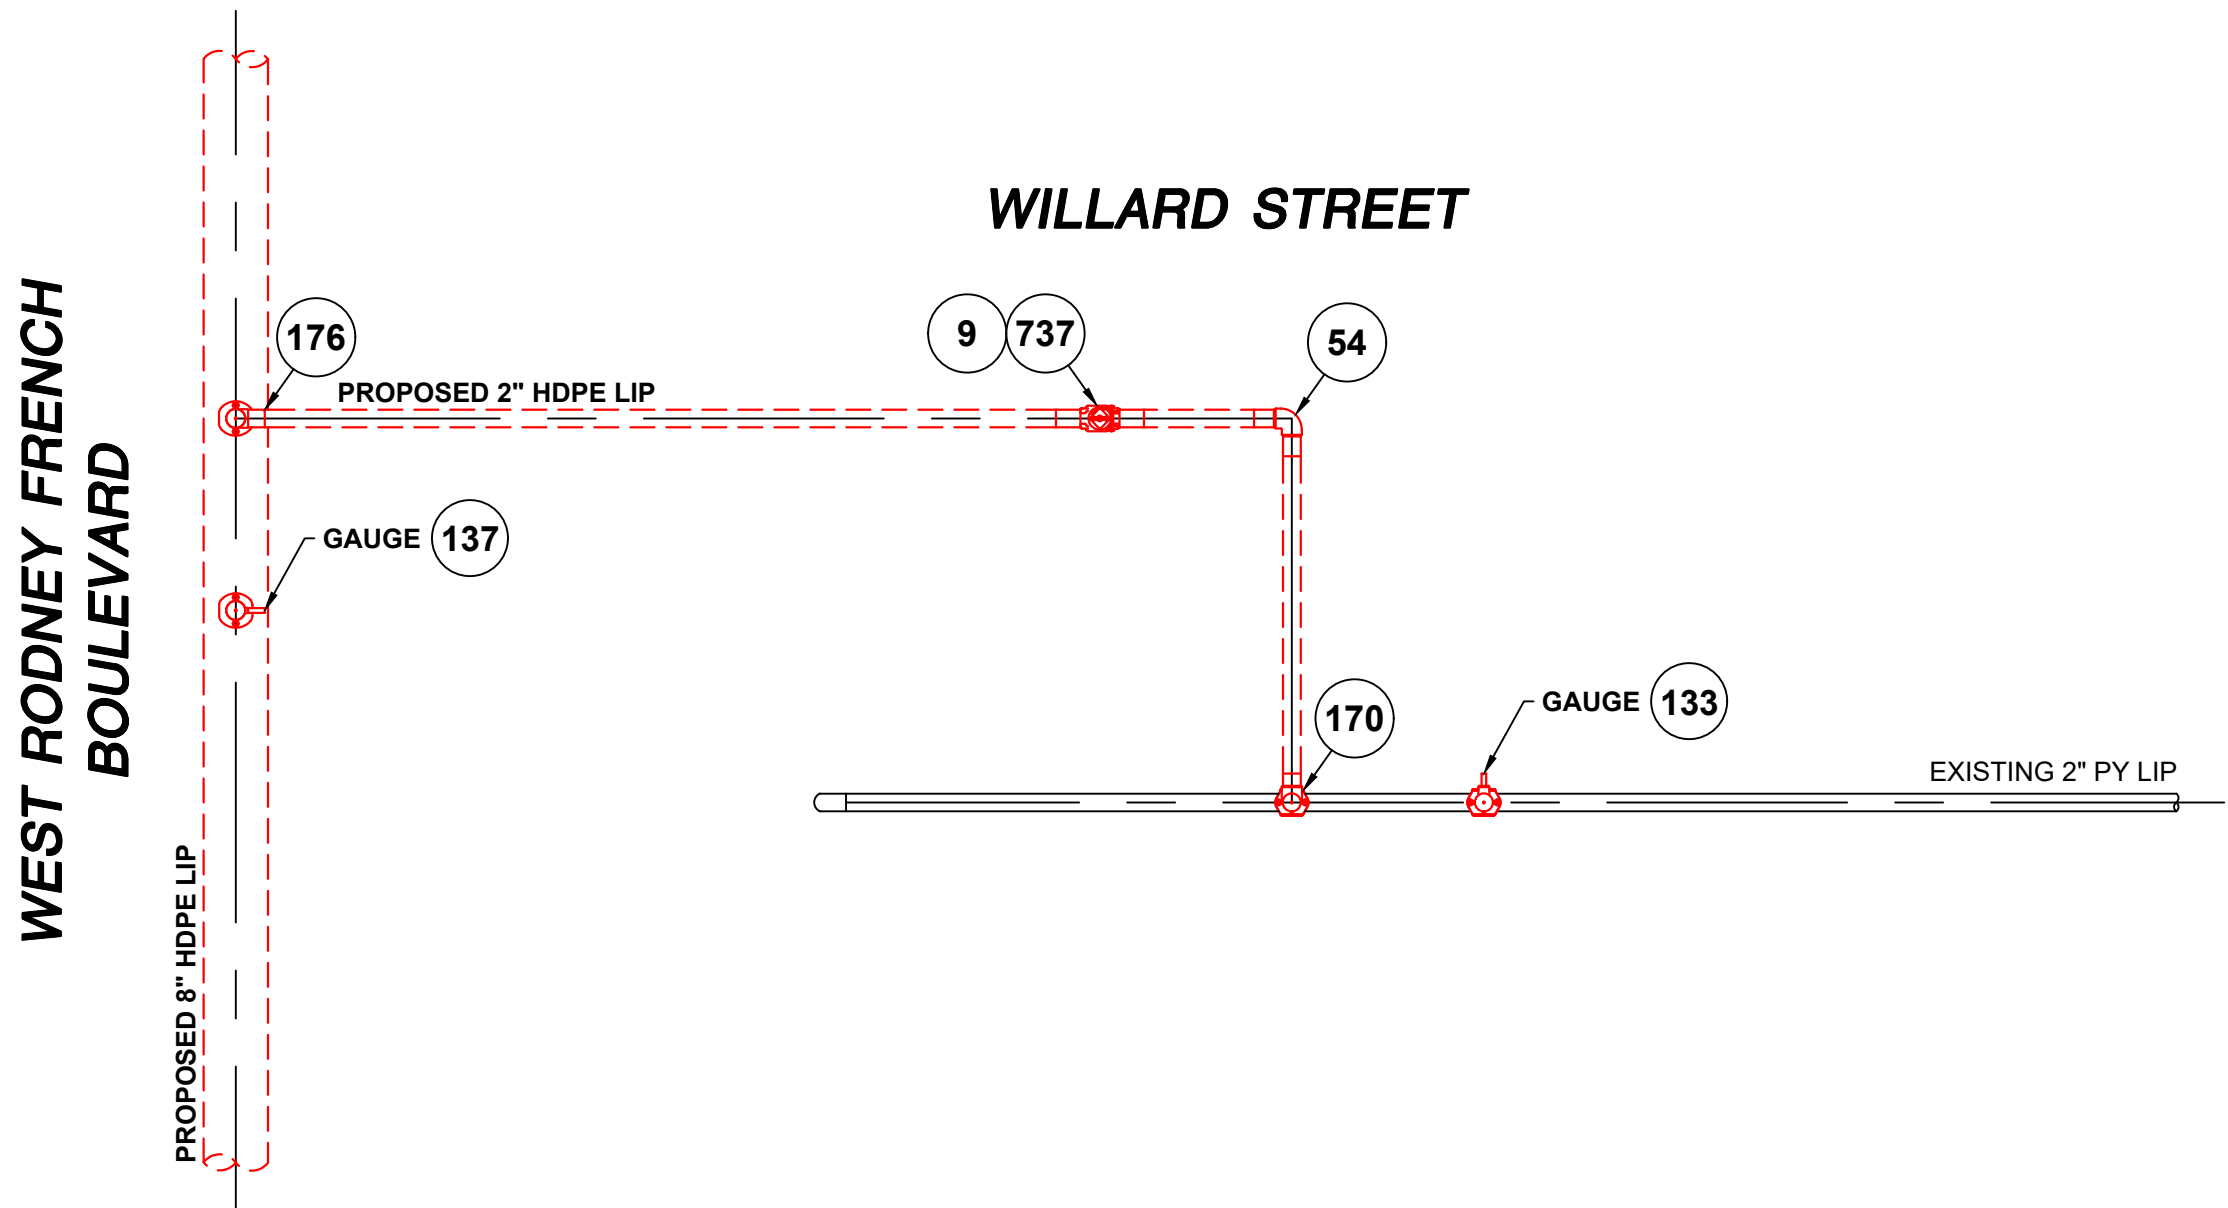 WILLARD STREET
WEST RODNEY FRENCH
BOULEVARD
176
9
737
54
PROPOSED 2" HDPE LIP
GAUGE 137
170
GAUGE 133
EXISTING 2" PY LIP
PROPOSED 8" HDPE LIP